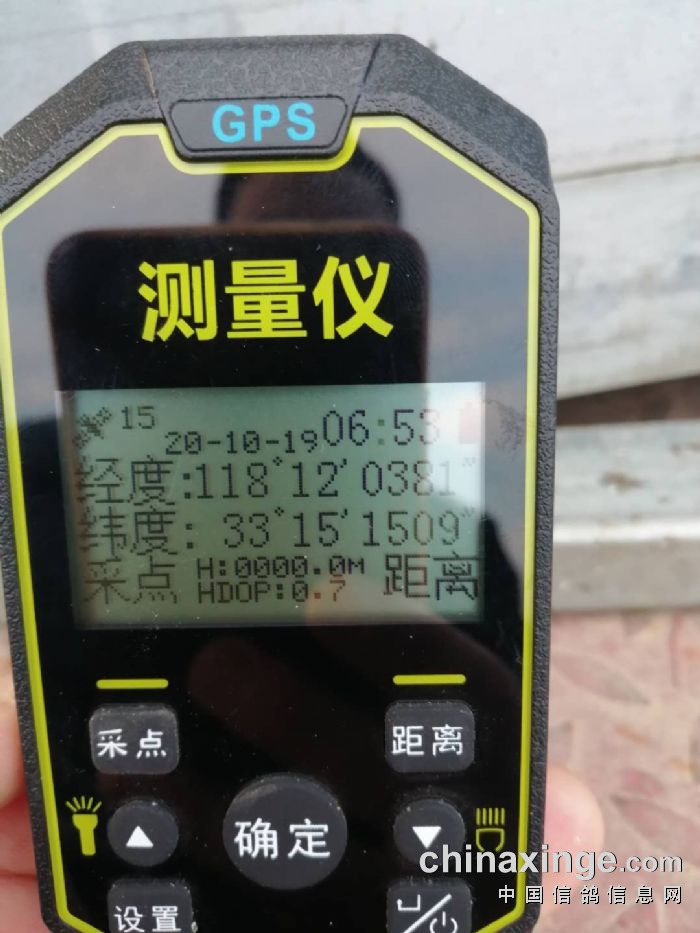 GPS
测量仪
15 20-10-19 06:53
经度:118°12′0381″
纬度: 33°15′1509″
采点 H:0000.0M 距离
HDOP:0.7
采点 距离
确定
设置
chinaxinge.com
中国信鸽信息网